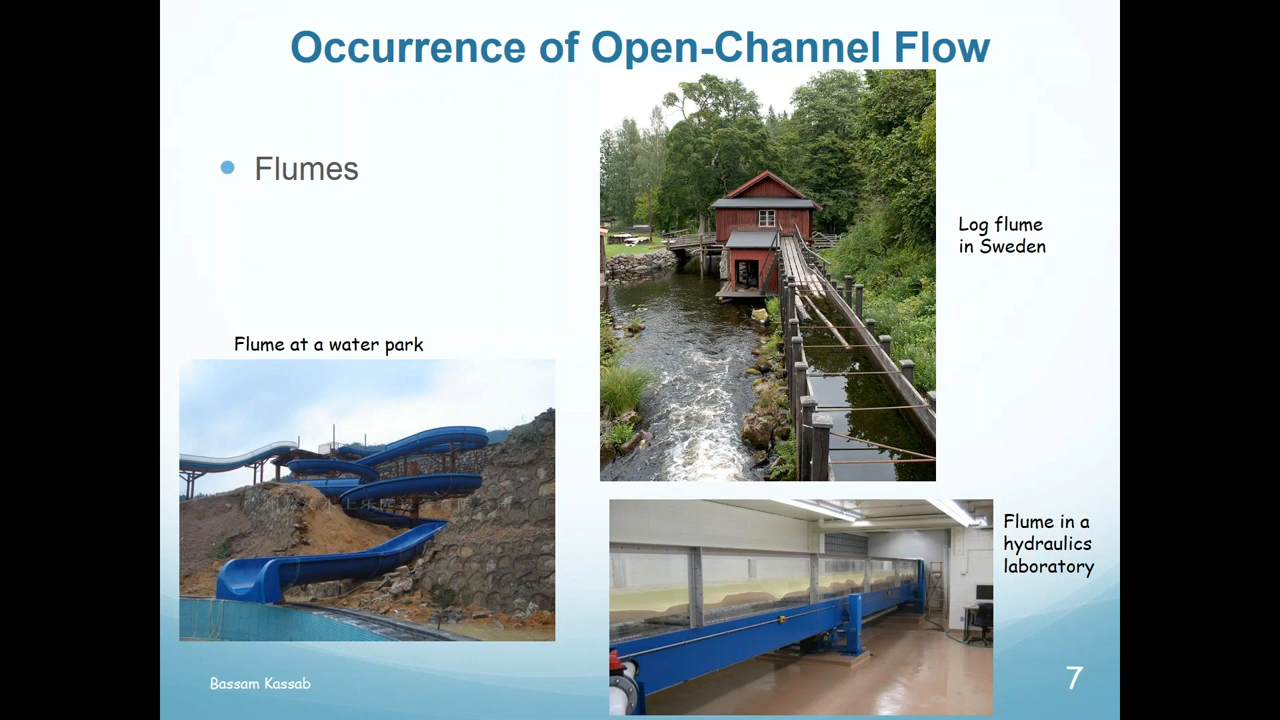 Occurrence of Open-Channel Flow
Flumes
Log flume
in Sweden
Flume at a water park
Flume in a
hydraulics
laboratory
Bassam Kassab
7